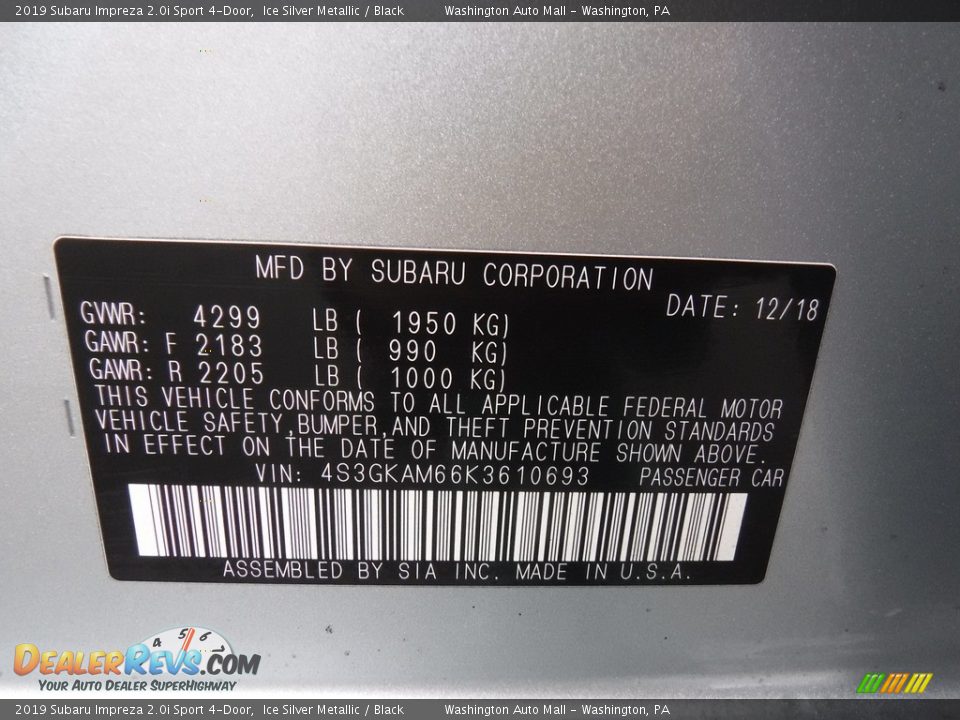 2019 Subaru Impreza 2.0i Sport 4-Door, Ice Silver Metallic / Black Washington Auto Mall - Washington, PA
MFD BY SUBARU CORPORATION
DATE: 12/18
GVWR: 4299 LB ( 1950 KG)
GAWR: F 2183 LB ( 990 KG)
GAWR: R 2205 LB ( 1000 KG)
THIS VEHICLE CONFORMS TO ALL APPLICABLE FEDERAL MOTOR
VEHICLE SAFETY,BUMPER,AND THEFT PREVENTION STANDARDS
IN EFFECT ON THE DATE OF MANUFACTURE SHOWN ABOVE.
VIN: 4S3GKAM66K3610693 PASSENGER CAR
ASSEMBLED BY SIA INC. MADE IN U.S.A.
4 5 6 7
DEALERREVS.COM
YOUR AUTO DEALER SUPERHIGHWAY
2019 Subaru Impreza 2.0i Sport 4-Door, Ice Silver Metallic / Black Washington Auto Mall - Washington, PA